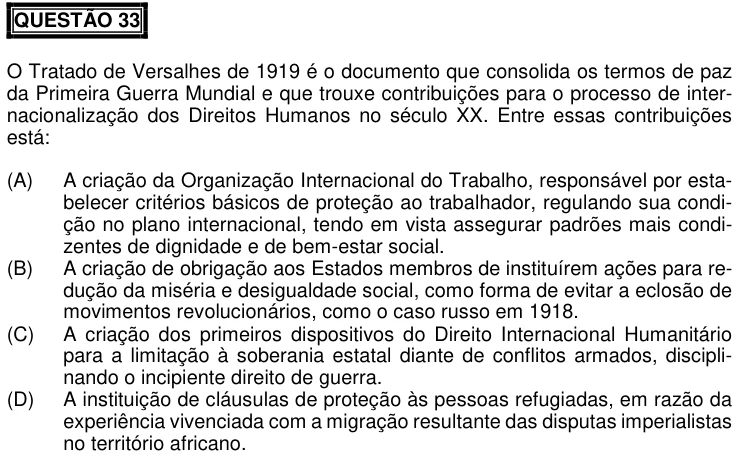 QUESTÃO 33
O Tratado de Versalhes de 1919 é o documento que consolida os termos de paz
da Primeira Guerra Mundial e que trouxe contribuições para o processo de inter-
nacionalização dos Direitos Humanos no século XX. Entre essas contribuições
está:
(A) A criação da Organização Internacional do Trabalho, responsável por esta-
belecer critérios básicos de proteção ao trabalhador, regulando sua condi-
ção no plano internacional, tendo em vista assegurar padrões mais condi-
zentes de dignidade e de bem-estar social.
(B) A criação de obrigação aos Estados membros de instituírem ações para re-
dução da miséria e desigualdade social, como forma de evitar a eclosão de
movimentos revolucionários, como o caso russo em 1918.
(C) A criação dos primeiros dispositivos do Direito Internacional Humanitário
para a limitação à soberania estatal diante de conflitos armados, discipli-
nando o incipiente direito de guerra.
(D) A instituição de cláusulas de proteção às pessoas refugiadas, em razão da
experiência vivenciada com a migração resultante das disputas imperialistas
no território africano.